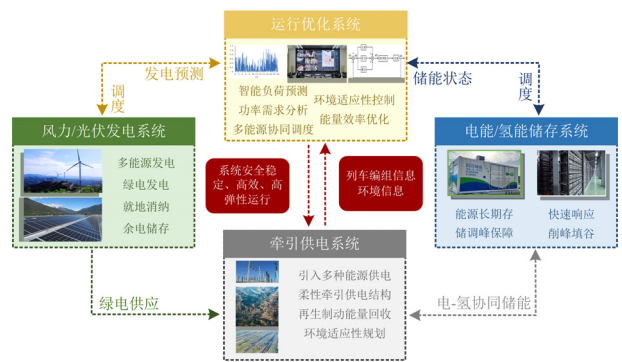 运行优化系统
智能负荷预测
功率需求分析
多能源协同调度
环境适应性控制
能量效率优化
发电预测
调度
储能状态
调度
风力/光伏发电系统
多能源发电
绿电发电
就地消纳
余电储存
系统安全稳
定、高效、高
弹性运行
列车编组信息
环境信息
电能/氢能储存系统
能源长期存
储调峰保障
快速响应
削峰填谷
牵引供电系统
引入多种能源供电
柔性牵引供电结构
再生制动能量回收
环境适应性规划
绿电供应
电-氢协同储能